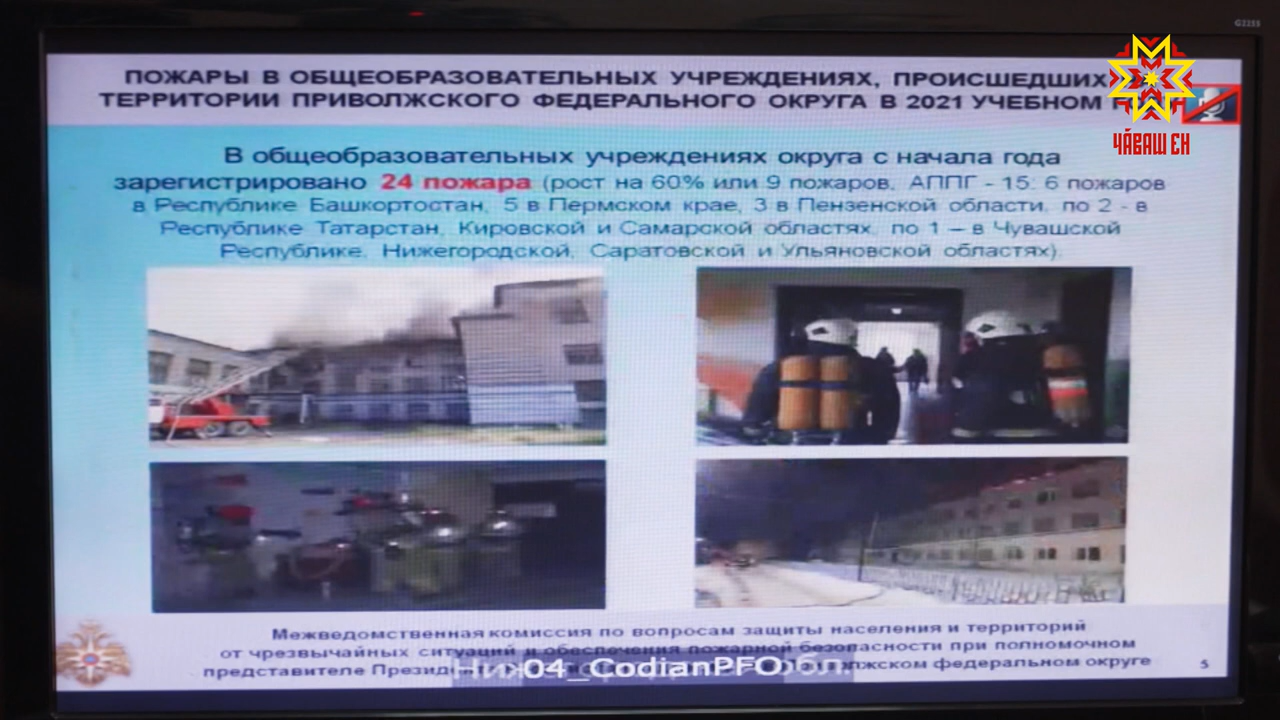 G2255
ПОЖАРЫ В ОБЩЕОБРАЗОВАТЕЛЬНЫХ УЧРЕЖДЕНИЯХ, ПРОИСШЕДШИХ
ТЕРРИТОРИИ ПРИВОЛЖСКОГО ФЕДЕРАЛЬНОГО ОКРУГА В 2021 УЧЕБНОМ
ЧӐВАШ ЕН
В общеобразовательных учреждениях округа с начала года
зарегистрировано 24 пожара (рост на 60% или 9 пожаров, АППГ - 15: 6 пожаров
в Республике Башкортостан, 5 в Пермском крае, 3 в Пензенской области, по 2 - в
Республике Татарстан, Кировской и Самарской областях, по 1 – в Чувашской
Республике, Нижегородской, Саратовской и Ульяновской областях).
Межведомственная комиссия по вопросам защиты населения и территорий
от чрезвычайных ситуаций и обеспечения пожарной безопасности при полномочном
представителе федеральном округе
04_CodianPFO
5